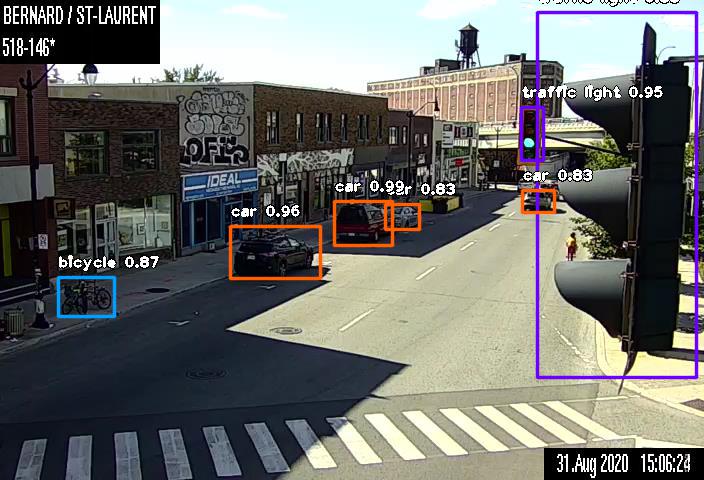 BERNARD / ST-LAURENT
518-146*
traffic light 0.95
car 0.83
car 0.99
car 0.83
car 0.96
IDEAL
bicycle 0.87
31.Aug 2020 15:06:24